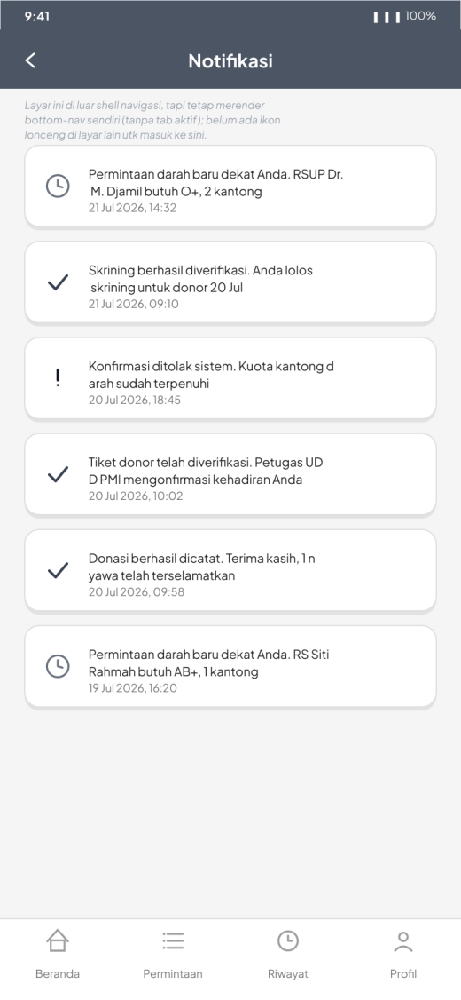 9:41
100%
Notifikasi
Layar ini di luar shell navigasi, tapi tetap merender
bottom-nav sendiri (tanpa tab aktif); belum ada ikon
lonceng di layar lain utk masuk ke sini.
Permintaan darah baru dekat Anda. RSUP Dr.
M. Djamil butuh O+, 2 kantong
21 Jul 2026, 14:32
Skrining berhasil diverifikasi. Anda lolos
skrining untuk donor 20 Jul
21 Jul 2026, 09:10
Konfirmasi ditolak sistem. Kuota kantong d
arah sudah terpenuhi
20 Jul 2026, 18:45
Tiket donor telah diverifikasi. Petugas UD
D PMI mengonfirmasi kehadiran Anda
20 Jul 2026, 10:02
Donasi berhasil dicatat. Terima kasih, 1 n
yawa telah terselamatkan
20 Jul 2026, 09:58
Permintaan darah baru dekat Anda. RS Siti
Rahmah butuh AB+, 1 kantong
19 Jul 2026, 16:20
Beranda
Permintaan
Riwayat
Profil